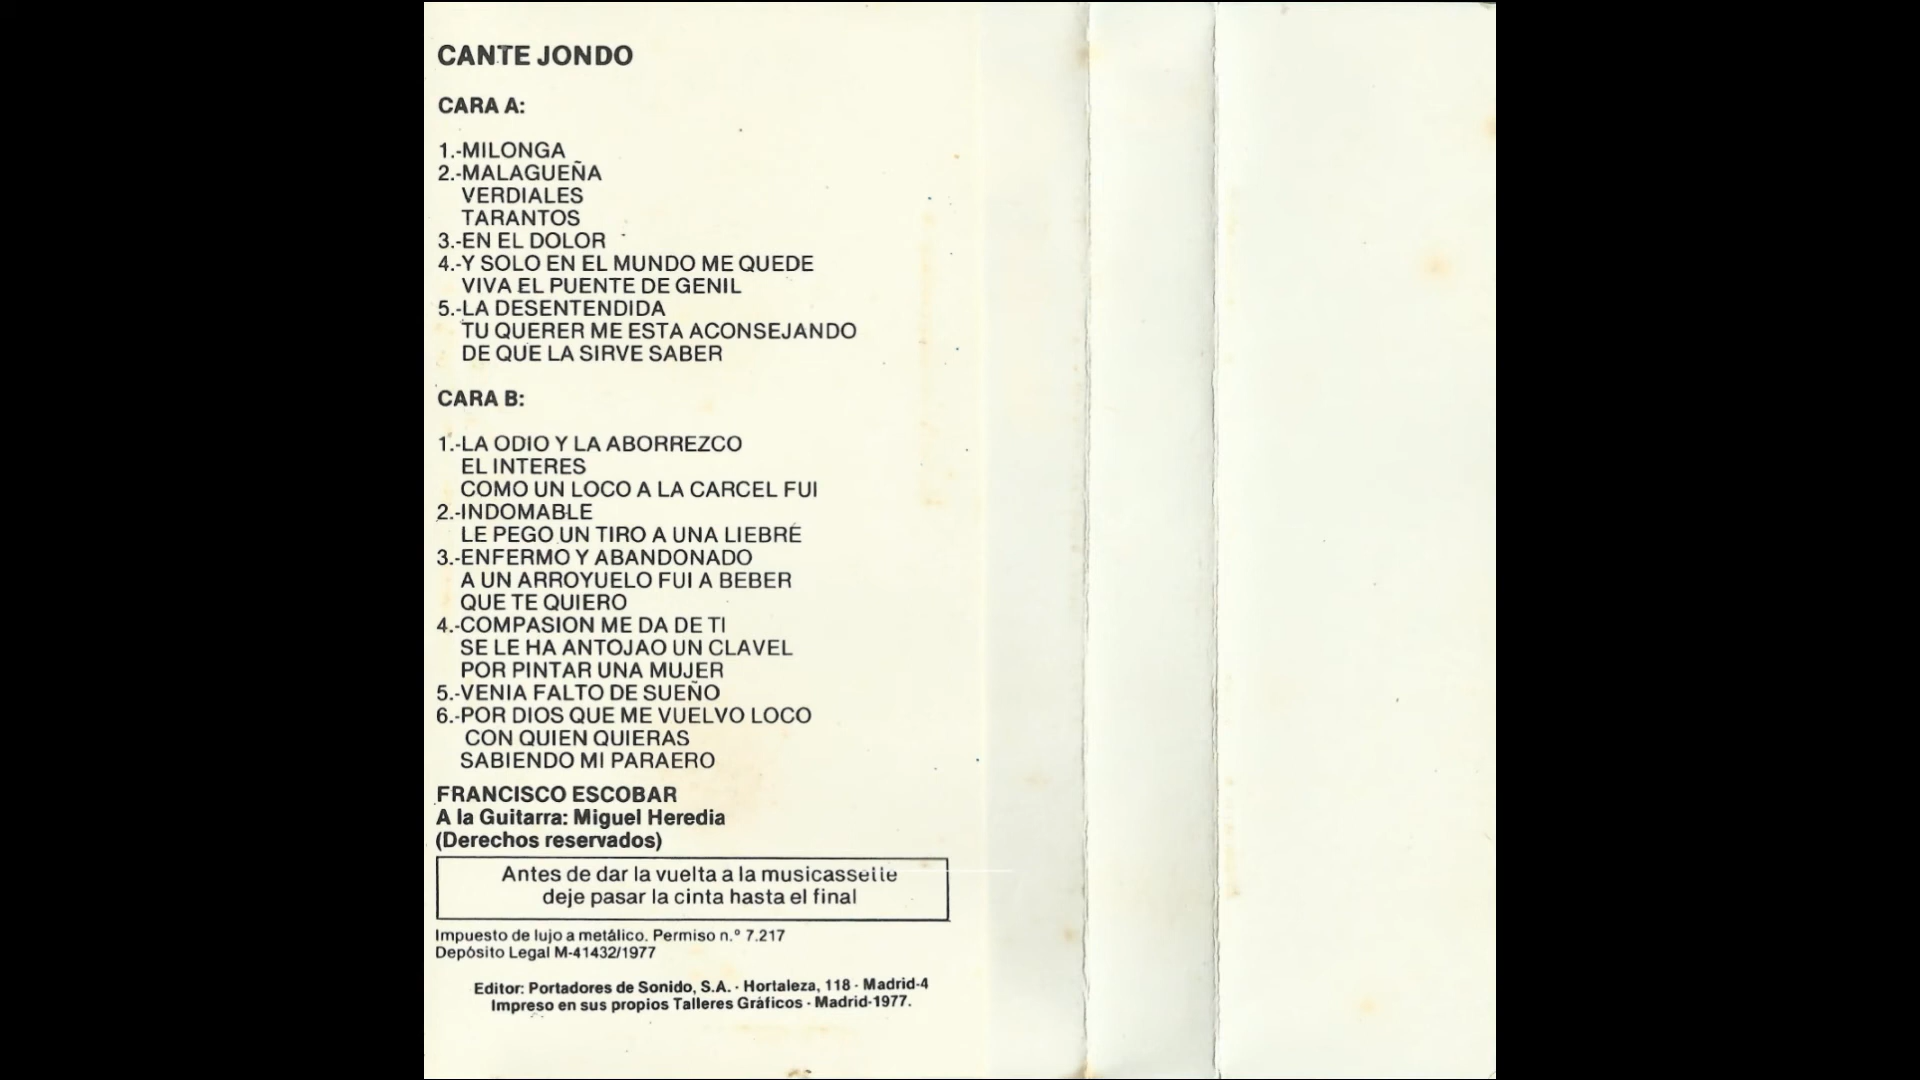 CANTE JONDO
CARA A:
1.-MILONGA
2.-MALAGUEÑA
VERDIALES
TARANTOS
3.-EN EL DOLOR
4.-Y SOLO EN EL MUNDO ME QUEDE
VIVA EL PUENTE DE GENIL
5.-LA DESENTENDIDA
TU QUERER ME ESTA ACONSEJANDO
DE QUE LA SIRVE SABER
CARA B:
1.-LA ODIO Y LA ABORREZCO
EL INTERES
COMO UN LOCO A LA CARCEL FUI
2.-INDOMABLE
LE PEGO UN TIRO A UNA LIEBRE
3.-ENFERMO Y ABANDONADO
A UN ARROYUELO FUI A BEBER
QUE TE QUIERO
4.-COMPASION ME DA DE TI
SE LE HA ANTOJAO UN CLAVEL
POR PINTAR UNA MUJER
5.-VENIA FALTO DE SUEÑO
6.-POR DIOS QUE ME VUELVO LOCO
CON QUIEN QUIERAS
SABIENDO MI PARAERO
FRANCISCO ESCOBAR
A la Guitarra: Miguel Heredia
(Derechos reservados)
Antes de dar la vuelta a la musicassette
deje pasar la cinta hasta el final
Impuesto de lujo a metálico. Permiso n.º 7.217
Depósito Legal M-41432/1977
Editor: Portadores de Sonido, S.A. · Hortaleza, 118 · Madrid-4
Impreso en sus propios Talleres Gráficos · Madrid-1977.